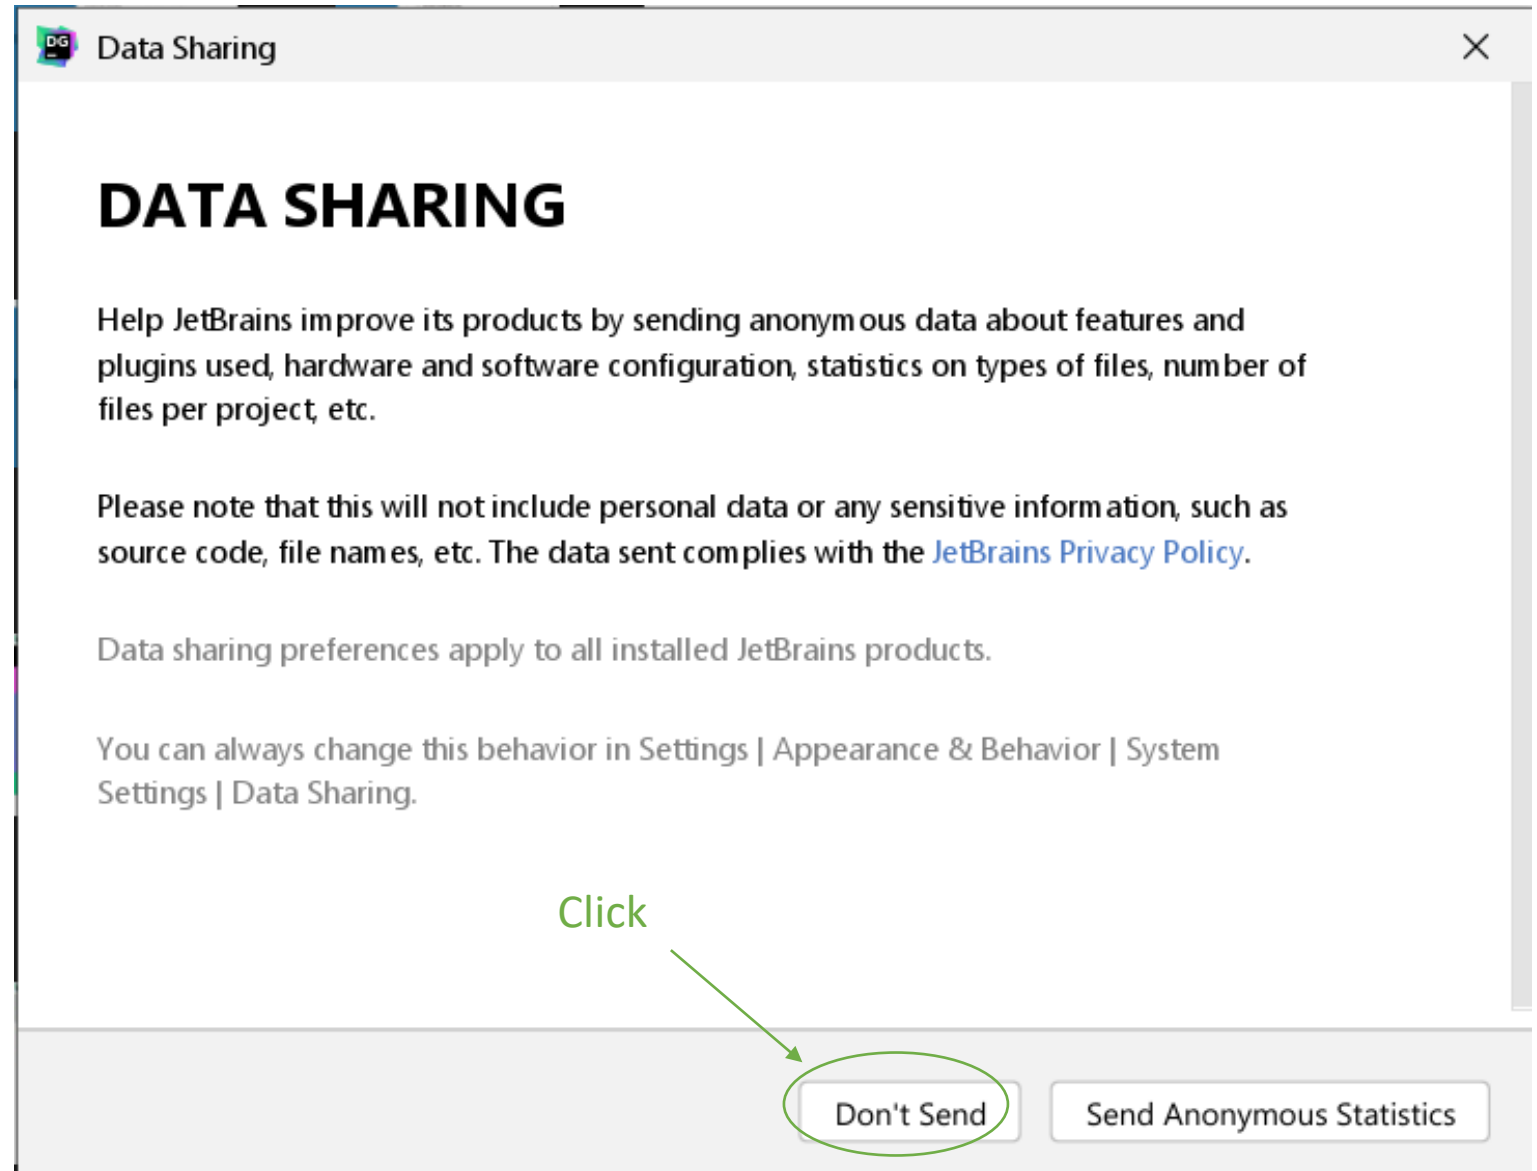 DG
Data Sharing
DATA SHARING
Help JetBrains improve its products by sending anonymous data about features and
plugins used, hardware and software configuration, statistics on types of files, number of
files per project, etc.
Please note that this will not include personal data or any sensitive information, such as
source code, file names, etc. The data sent complies with the JetBrains Privacy Policy.
Data sharing preferences apply to all installed JetBrains products.
You can always change this behavior in Settings | Appearance & Behavior | System
Settings | Data Sharing.
Click
Don't Send
Send Anonymous Statistics